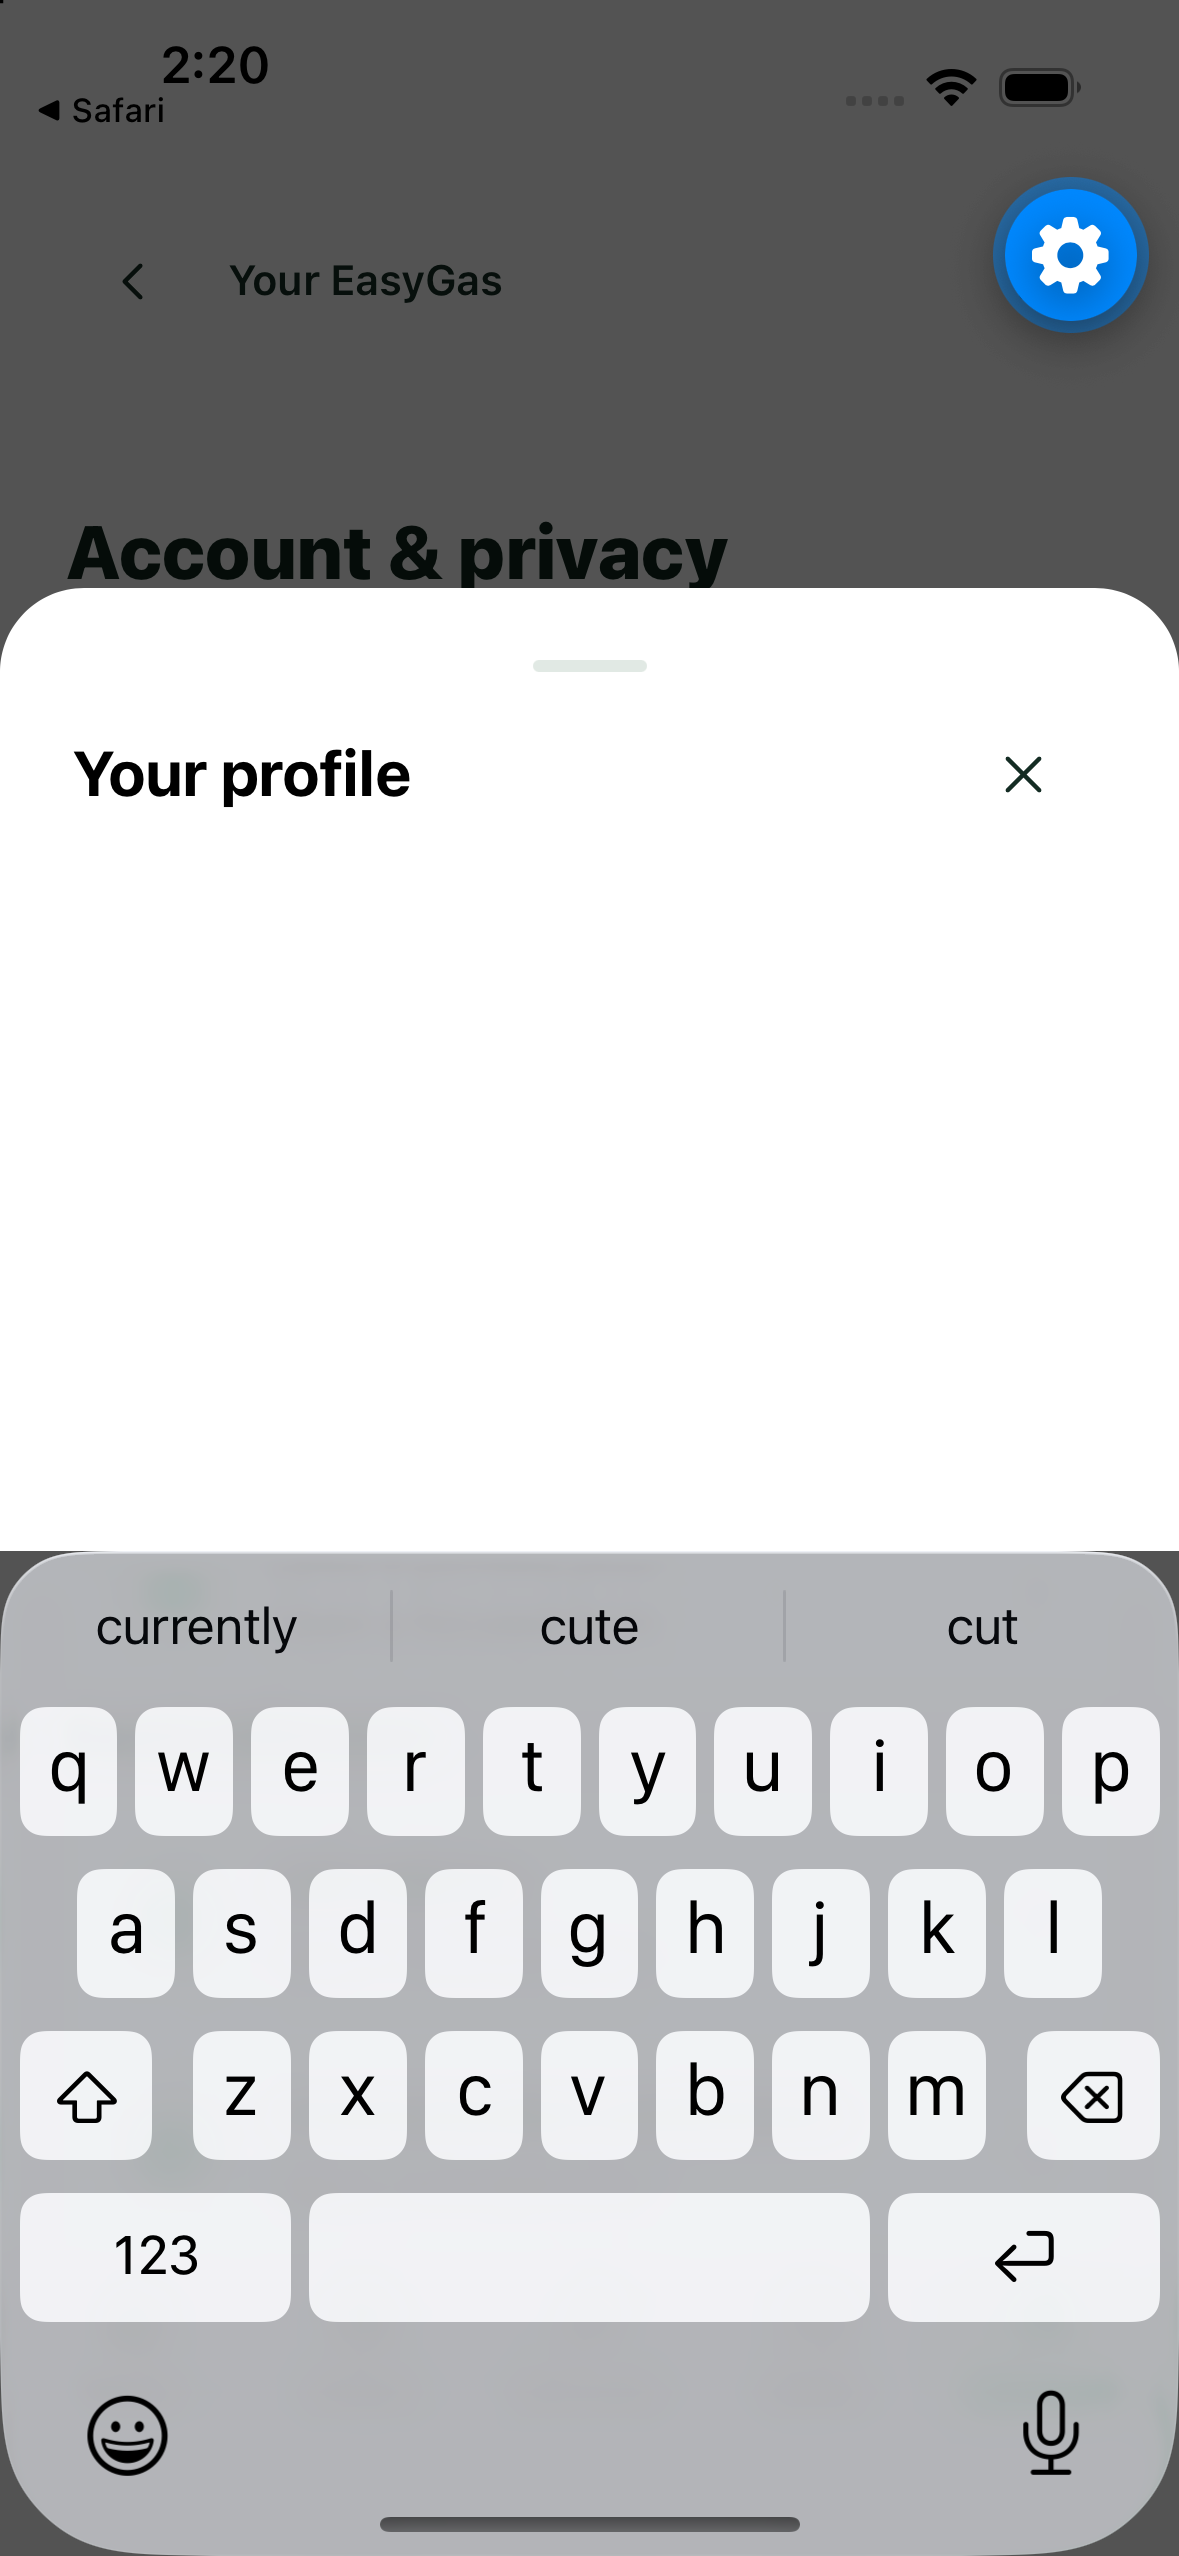 2:20
Safari
Your EasyGas
Account & privacy
Your profile
currently cute cut
q w e r t y u i o p
a s d f g h j k l
z x c v b n m
123